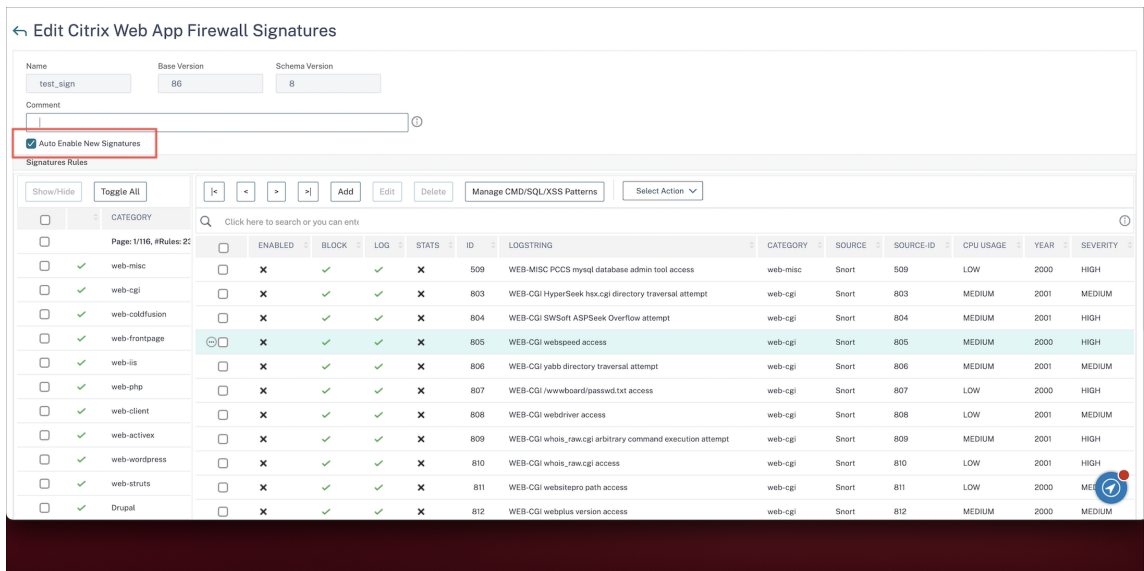 Edit Citrix Web App Firewall Signatures
Name Base Version Schema Version
test_sign 86 8
Comment
Auto Enable New Signatures
Signatures Rules
Show/Hide Toggle All |< < > >| Add Edit Delete Manage CMD/SQL/XSS Patterns Select Action
CATEGORY
Click here to search or you can ente
Page: 1/116, #Rules: 23
ENABLED BLOCK LOG STATS ID LOGSTRING CATEGORY SOURCE SOURCE-ID CPU USAGE YEAR SEVERITY
web-misc
509 WEB-MISC PCCS mysql database admin tool access web-misc Snort 509 LOW 2000 HIGH
web-cgi
803 WEB-CGI HyperSeek hsx.cgi directory traversal attempt web-cgi Snort 803 MEDIUM 2001 MEDIUM
web-coldfusion
804 WEB-CGI SWSoft ASPSeek Overflow attempt web-cgi Snort 804 MEDIUM 2001 HIGH
web-frontpage
805 WEB-CGI webspeed access web-cgi Snort 805 MEDIUM 2000 HIGH
web-iis
806 WEB-CGI yabb directory traversal attempt web-cgi Snort 806 MEDIUM 2001 MEDIUM
web-php
807 WEB-CGI /wwwboard/passwd.txt access web-cgi Snort 807 LOW 2000 HIGH
web-client
808 WEB-CGI webdriver access web-cgi Snort 808 LOW 2001 MEDIUM
web-activex
809 WEB-CGI whois_raw.cgi arbitrary command execution attempt web-cgi Snort 809 MEDIUM 2001 HIGH
web-wordpress
810 WEB-CGI whois_raw.cgi access web-cgi Snort 810 LOW 2001 HIGH
web-struts
811 WEB-CGI websitepro path access web-cgi Snort 811 LOW 2000 MED
Drupal
812 WEB-CGI webplus version access web-cgi Snort 812 MEDIUM 2000 MEDIUM